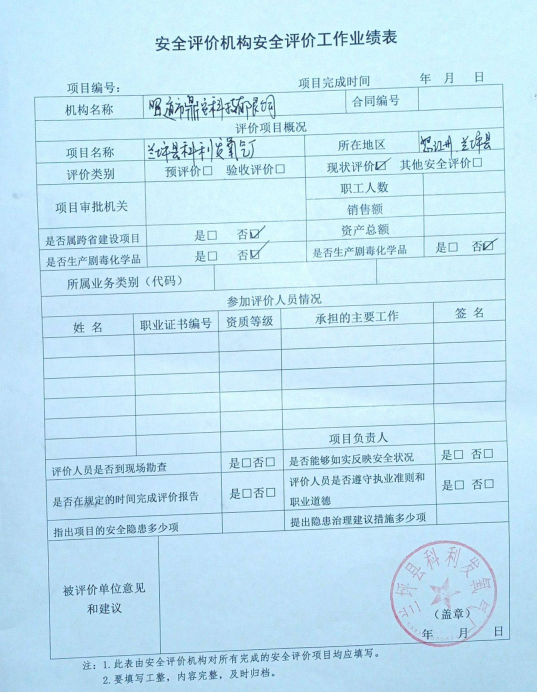 安全评价机构安全评价工作业绩表
项目编号： 项目完成时间 年 月 日
机构名称 昭通市鼎安科技有限公司 合同编号
评价项目概况
项目名称 兰坪县科利发氧气厂 所在地区 怒江州兰坪县
评价类别 预评价□ 验收评价□ 现状评价☑ 其他安全评价□
项目审批机关 职工人数
销售额
资产总额
是否属跨省建设项目 是□ 否☑
是否生产剧毒化学品 是□ 否☑ 是否生产剧毒化学品 是□ 否☑
所属业务类别（代码）
参加评价人员情况
姓 名 职业证书编号 资质等级 承担的主要工作 签 名
项目负责人
评价人员是否到现场勘查 是□否□ 是否能够如实反映安全状况 是□ 否□
是否在规定的时间完成评价报告 是□否□ 评价人员是否遵守执业准则和
职业道德 是□ 否□
指出项目的安全隐患多少项 提出隐患治理建议措施多少项
被评价单位意见
和建议
兰坪县科利发氧气厂
（盖章）
年 月 日
注：1.此表由安全评价机构对所有完成的安全评价项目均应填写。
2.要填写工整，内容完整，及时归档。